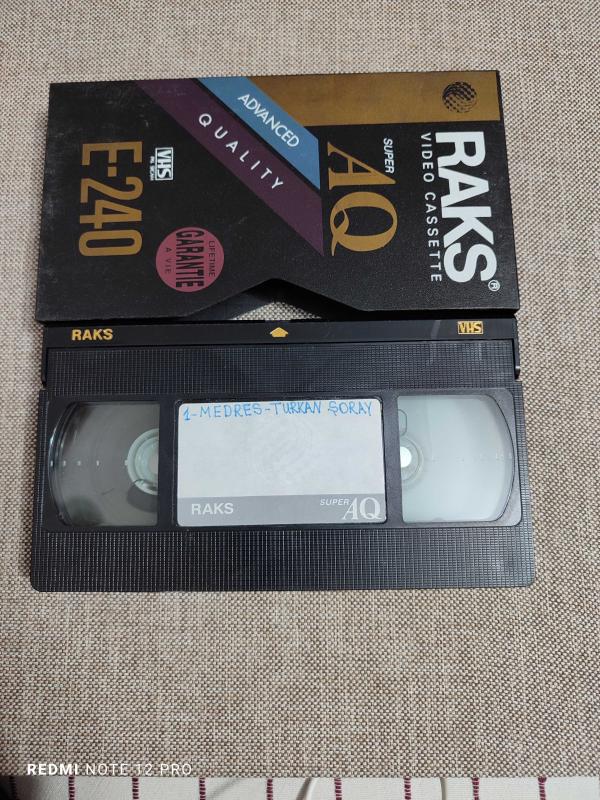 RAKS®
VIDEO CASSETTE
SUPER
AQ
ADVANCED
QUALITY
VHS
E-240
LIFETIME
GARANTIE
A VIE
RAKS
VHS
1-MEDRES-TURKAN ŞORAY
RAKS
SUPER AQ
REDMI NOTE 12 PRO